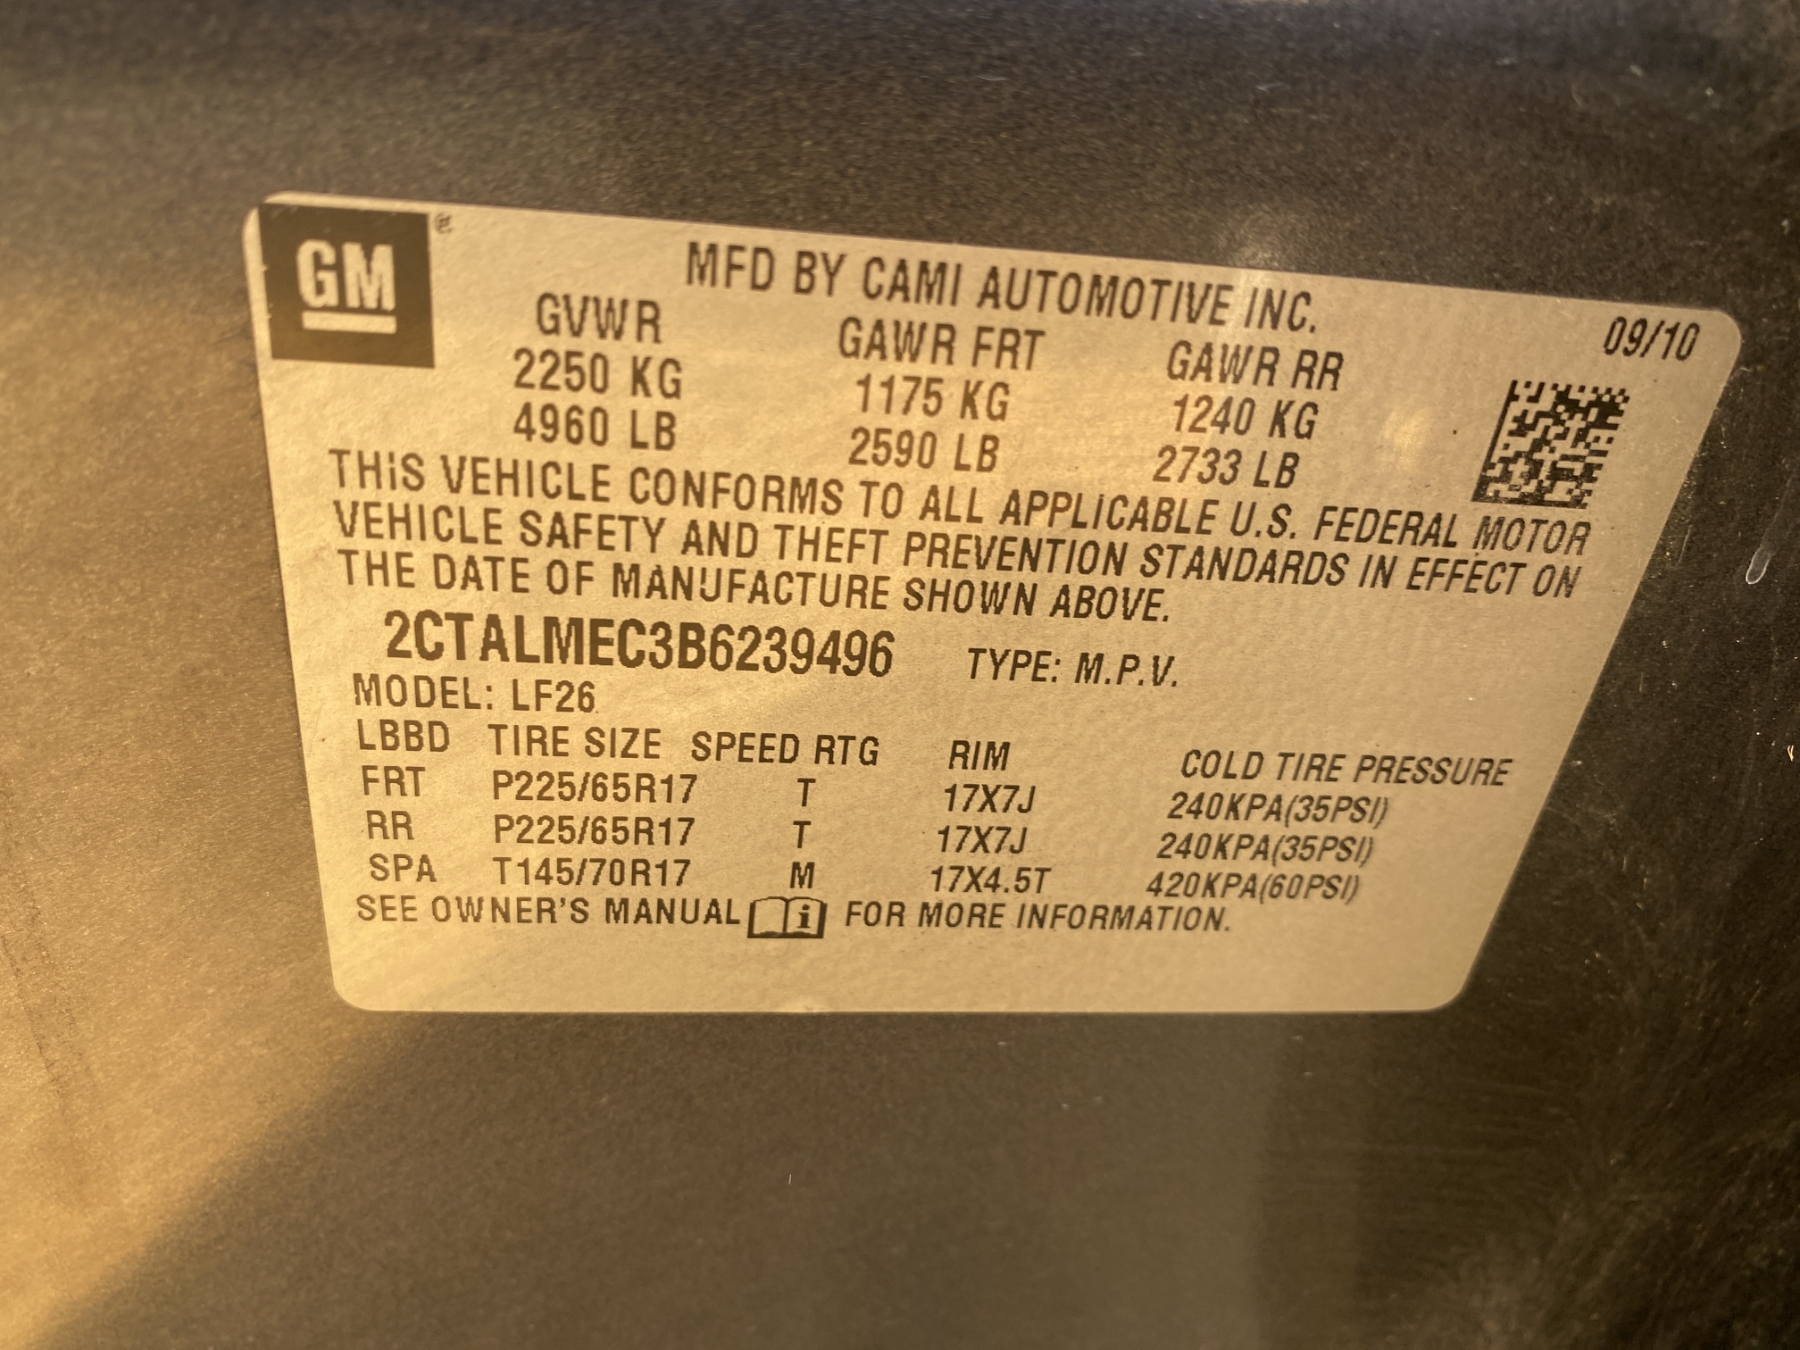 GM ®
MFD BY CAMI AUTOMOTIVE INC.
09/10
GVWR GAWR FRT GAWR RR
2250 KG 1175 KG 1240 KG
4960 LB 2590 LB 2733 LB
THIS VEHICLE CONFORMS TO ALL APPLICABLE U.S. FEDERAL MOTOR
VEHICLE SAFETY AND THEFT PREVENTION STANDARDS IN EFFECT ON
THE DATE OF MANUFACTURE SHOWN ABOVE.
2CTALMEC3B6239496 TYPE: M.P.V.
MODEL: LF26
LBBD TIRE SIZE SPEED RTG RIM COLD TIRE PRESSURE
FRT P225/65R17 T 17X7J 240KPA(35PSI)
RR P225/65R17 T 17X7J 240KPA(35PSI)
SPA T145/70R17 M 17X4.5T 420KPA(60PSI)
SEE OWNER'S MANUAL i FOR MORE INFORMATION.